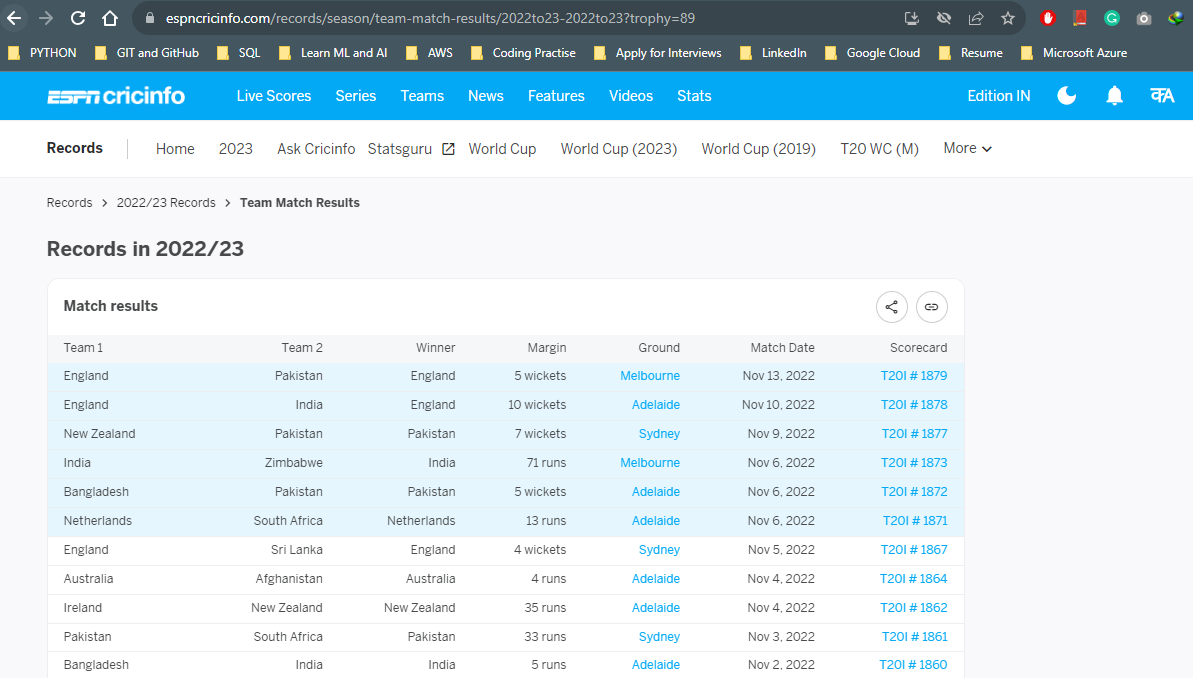 espncricinfo.com/records/season/team-match-results/2022to23-2022to23?trophy=89
PYTHON GIT and GitHub SQL Learn ML and AI AWS Coding Practise Apply for Interviews LinkedIn Google Cloud Resume Microsoft Azure
ESPN cricinfo Live Scores Series Teams News Features Videos Stats Edition IN
Records Home 2023 Ask Cricinfo Statsguru World Cup World Cup (2023) World Cup (2019) T20 WC (M) More
Records > 2022/23 Records > Team Match Results
Records in 2022/23
Match results
Team 1 Team 2 Winner Margin Ground Match Date Scorecard
England Pakistan England 5 wickets Melbourne Nov 13, 2022 T20I # 1879
England India England 10 wickets Adelaide Nov 10, 2022 T20I # 1878
New Zealand Pakistan Pakistan 7 wickets Sydney Nov 9, 2022 T20I # 1877
India Zimbabwe India 71 runs Melbourne Nov 6, 2022 T20I # 1873
Bangladesh Pakistan Pakistan 5 wickets Adelaide Nov 6, 2022 T20I # 1872
Netherlands South Africa Netherlands 13 runs Adelaide Nov 6, 2022 T20I # 1871
England Sri Lanka England 4 wickets Sydney Nov 5, 2022 T20I # 1867
Australia Afghanistan Australia 4 runs Adelaide Nov 4, 2022 T20I # 1864
Ireland New Zealand New Zealand 35 runs Adelaide Nov 4, 2022 T20I # 1862
Pakistan South Africa Pakistan 33 runs Sydney Nov 3, 2022 T20I # 1861
Bangladesh India India 5 runs Adelaide Nov 2, 2022 T20I # 1860